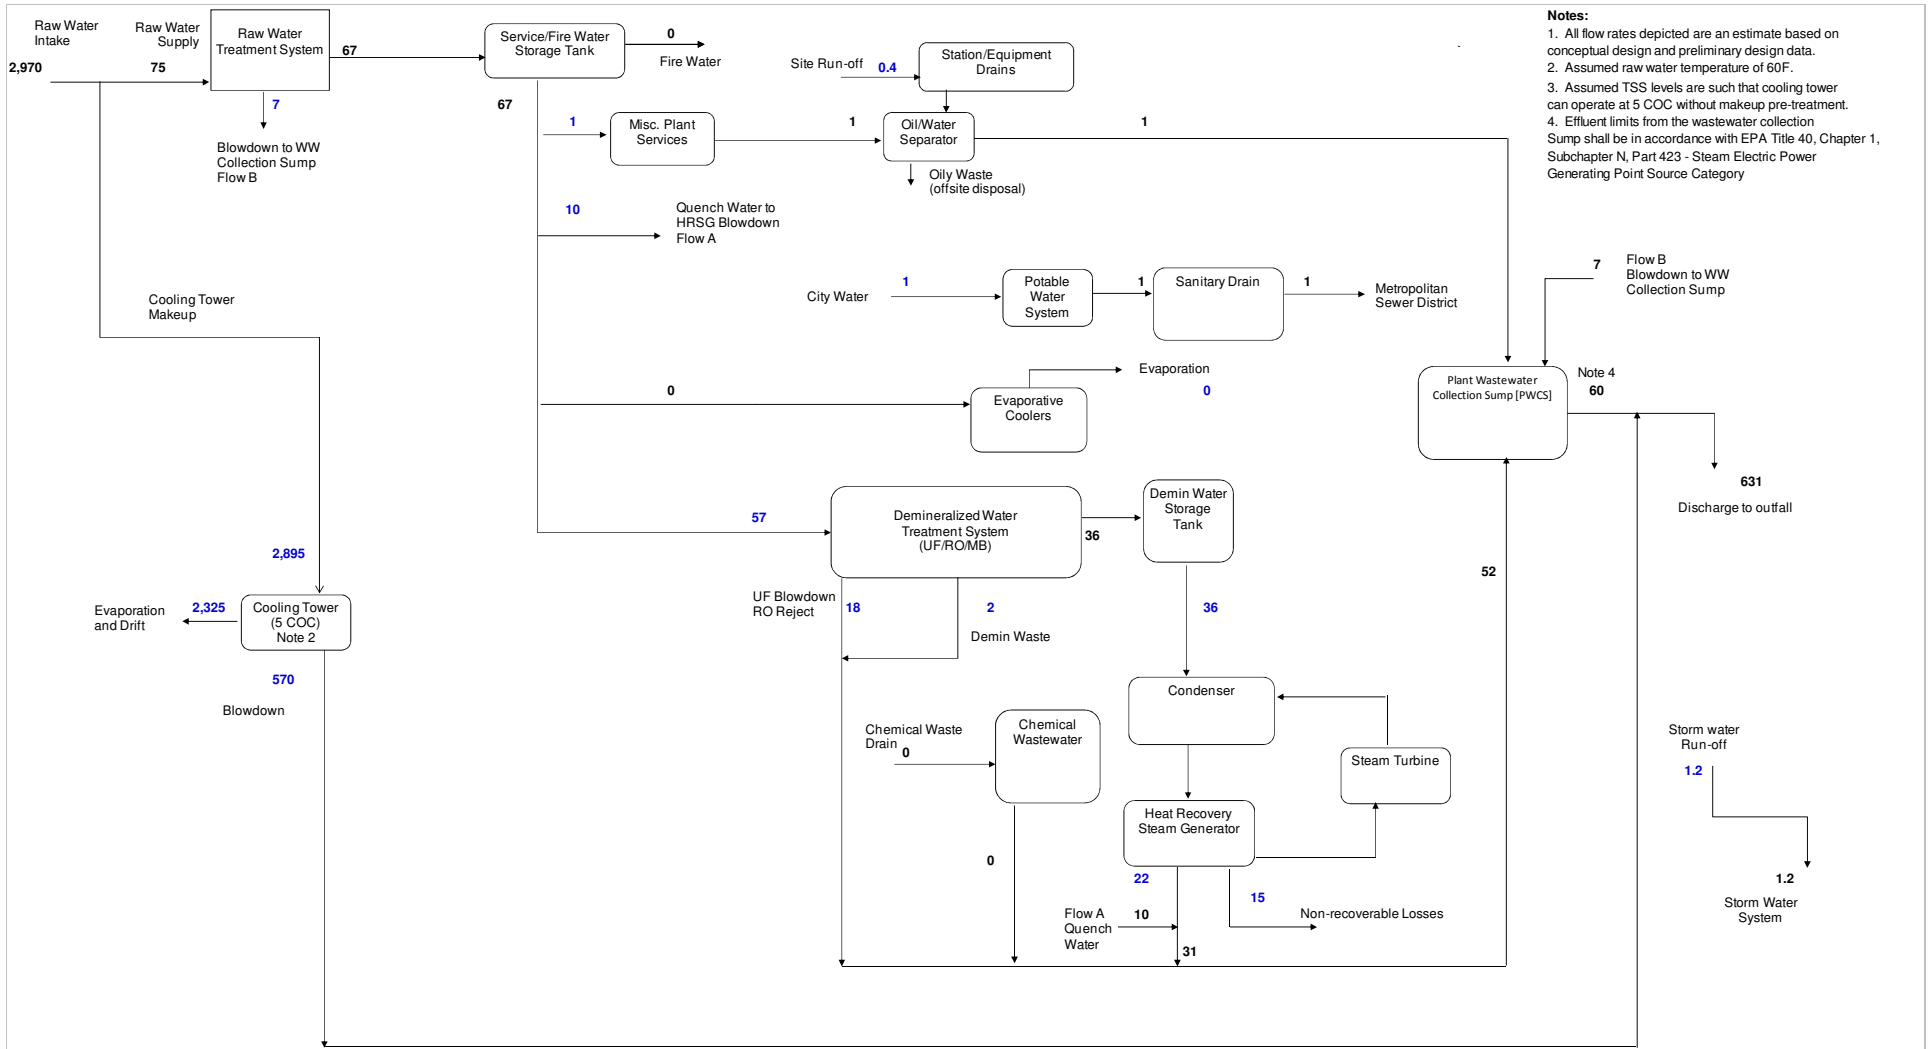 Raw Water
Intake
2,970
Raw Water
Supply
75
Raw Water
Treatment System
67
7
Blowdown to WW
Collection Sump
Flow B
Service/Fire Water
Storage Tank
0
Fire Water
67
Site Run-off
0.4
Station/Equipment
Drains
1
Misc. Plant
Services
1
Oil/Water
Separator
1
Oily Waste
(offsite disposal)
10
Quench Water to
HRSG Blowdown
Flow A
City Water
1
Potable
Water
System
1
Sanitary Drain
1
Metropolitan
Sewer District
Notes:
1. All flow rates depicted are an estimate based on
conceptual design and preliminary design data.
2. Assumed raw water temperature of 60F.
3. Assumed TSS levels are such that cooling tower
can operate at 5 COC without makeup pre-treatment.
4. Effluent limits from the wastewater collection
Sump shall be in accordance with EPA Title 40, Chapter 1,
Subchapter N, Part 423 - Steam Electric Power
Generating Point Source Category
7
Flow B
Blowdown to WW
Collection Sump
Cooling Tower
Makeup
0
Evaporative
Coolers
Evaporation
0
Plant Wastewater
Collection Sump [PWCS]
Note 4
60
631
Discharge to outfall
57
Demineralized Water
Treatment System
(UF/RO/MB)
36
Demin Water
Storage
Tank
52
2,895
Evaporation
and Drift
2,325
Cooling Tower
(5 COC)
Note 2
570
Blowdown
UF Blowdown
RO Reject
18
2
Demin Waste
36
Condenser
Chemical Waste
Drain
0
Chemical
Wastewater
0
Steam Turbine
Heat Recovery
Steam Generator
22
15
Flow A
Quench
Water
10
31
Non-recoverable Losses
Storm water
Run-off
1.2
1.2
Storm Water
System